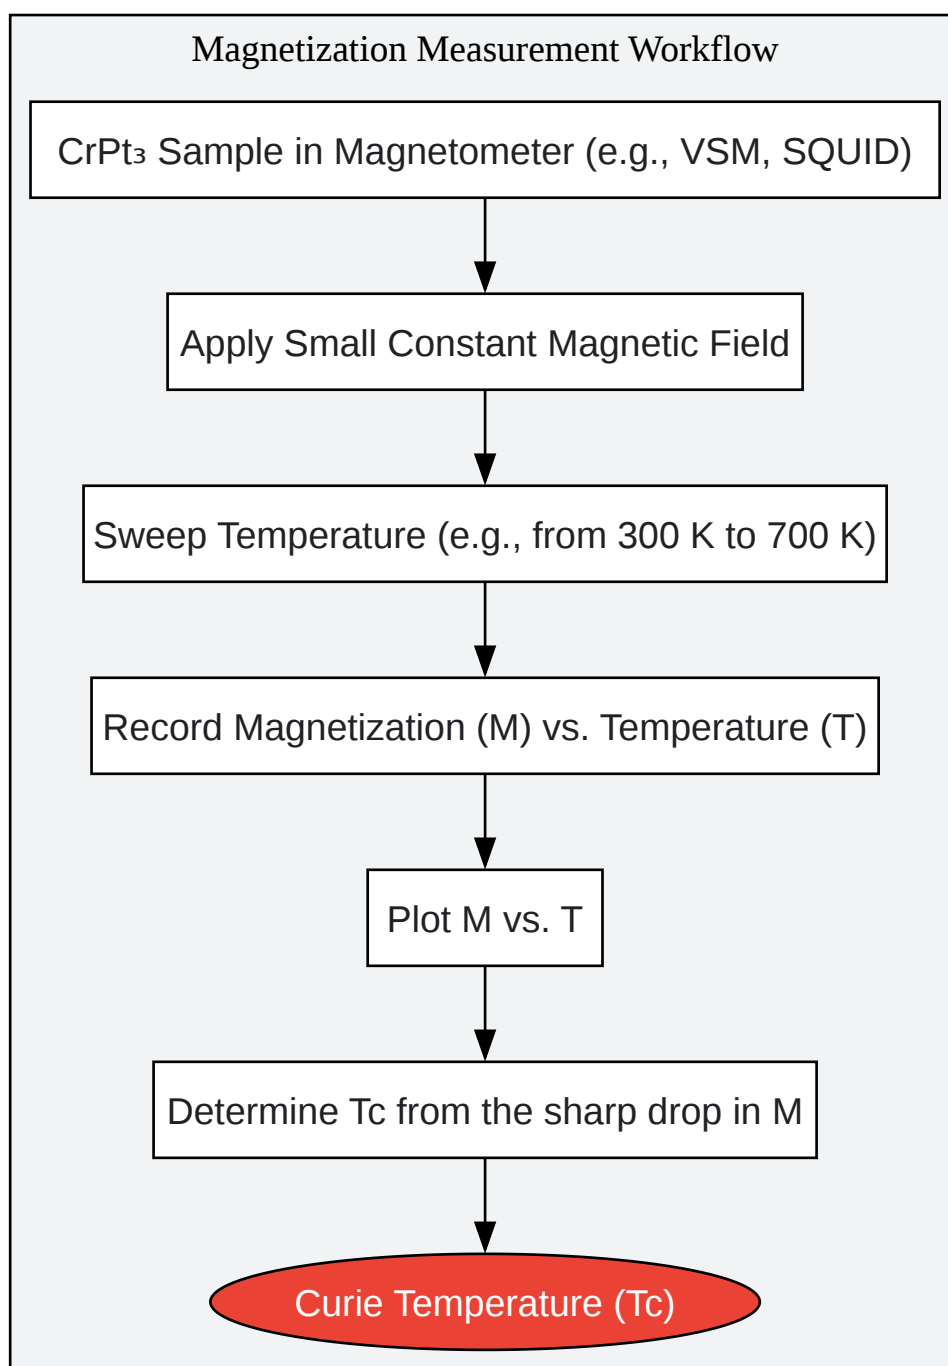 Magnetization Measurement Workflow
CrPt₃ Sample in Magnetometer (e.g., VSM, SQUID)
Apply Small Constant Magnetic Field
Sweep Temperature (e.g., from 300 K to 700 K)
Record Magnetization (M) vs. Temperature (T)
Plot M vs. T
Determine Tc from the sharp drop in M
Curie Temperature (Tc)